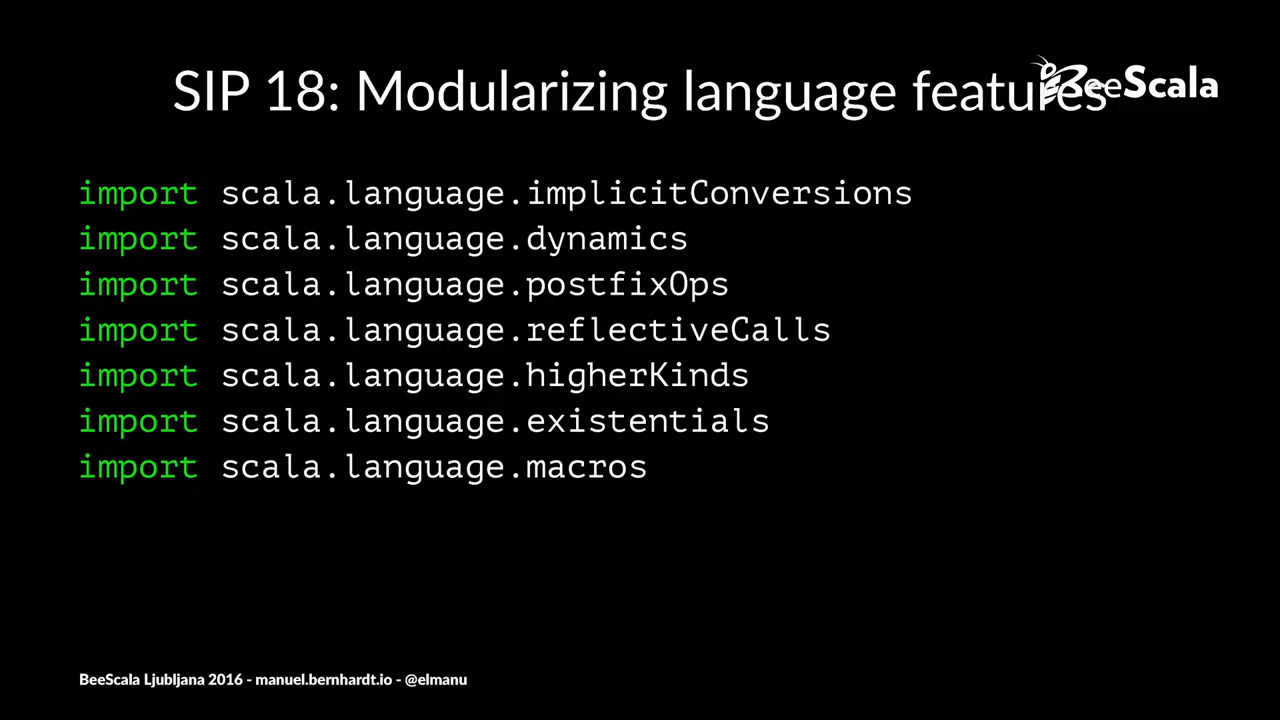 SIP 18: Modularizing language features
BeeScala
import scala.language.implicitConversions
import scala.language.dynamics
import scala.language.postfixOps
import scala.language.reflectiveCalls
import scala.language.higherKinds
import scala.language.existentials
import scala.language.macros
BeeScala Ljubljana 2016 - manuel.bernhardt.io - @elmanu